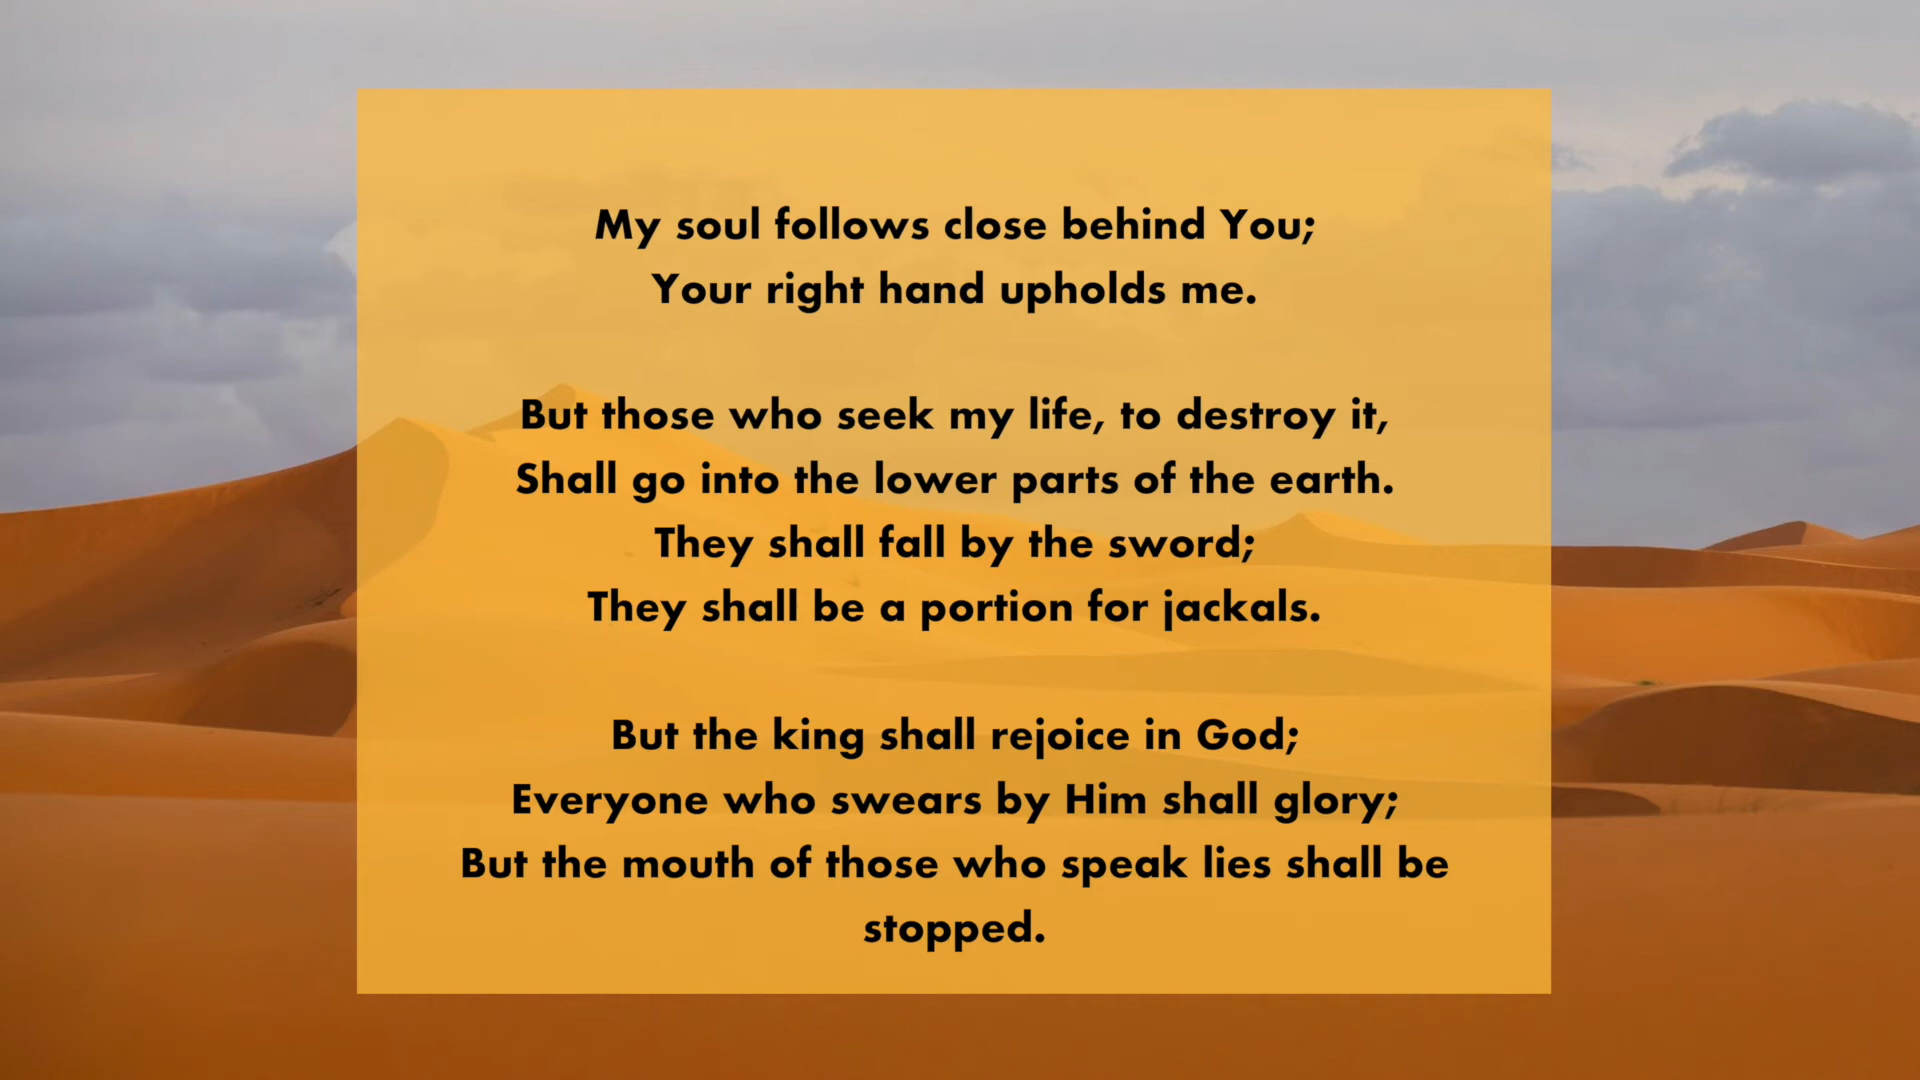 My soul follows close behind You;
Your right hand upholds me.
But those who seek my life, to destroy it,
Shall go into the lower parts of the earth.
They shall fall by the sword;
They shall be a portion for jackals.
But the king shall rejoice in God;
Everyone who swears by Him shall glory;
But the mouth of those who speak lies shall be
stopped.